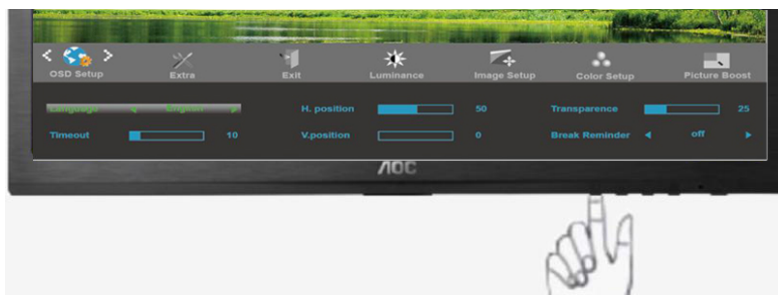 OSD Setup
Extra
Exit
Luminance
Image Setup
Color Setup
Picture Boost
Language English
H. position 50
Transparence 25
Timeout 10
V.position 0
Break Reminder off
AOC